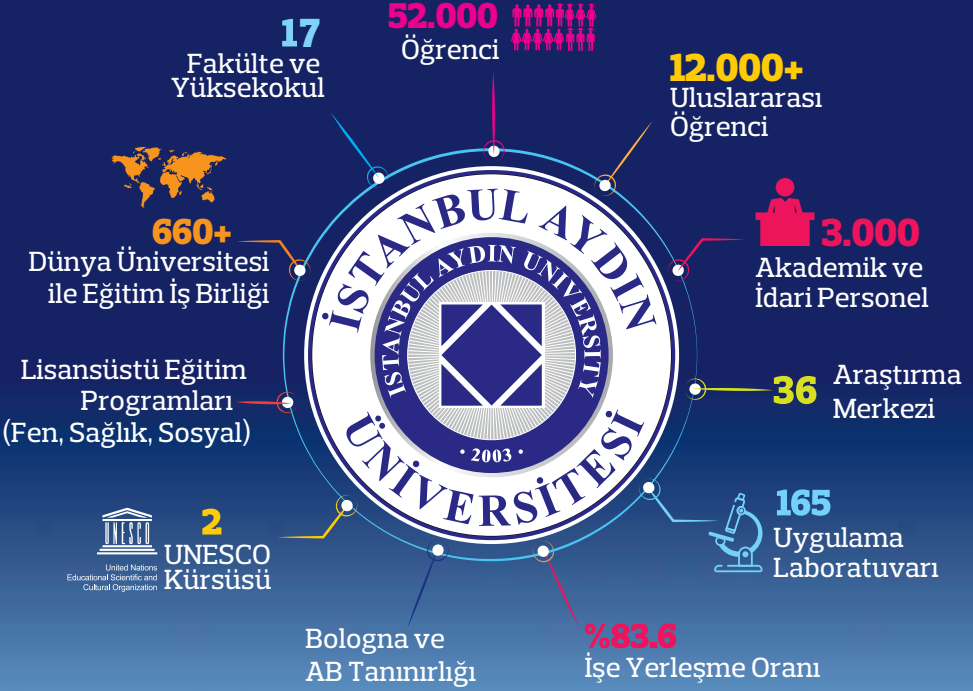 52.000
Öğrenci
17
Fakülte ve
Yüksekokul
12.000+
Uluslararası
Öğrenci
660+
Dünya Üniversitesi
ile Eğitim İş Birliği
3.000
Akademik ve
İdari Personel
İSTANBUL AYDIN
ÜNİVERSİTESİ
ISTANBUL AYDIN UNIVERSITY
· 2003 ·
Lisansüstü Eğitim
Programları
(Fen, Sağlık, Sosyal)
36
Araştırma
Merkezi
UNESCO
United Nations
Educational Scientific and
Cultural Organization
2
UNESCO
Kürsüsü
165
Uygulama
Laboratuvarı
Bologna ve
AB Tanınırlığı
%83.6
İşe Yerleşme Oranı